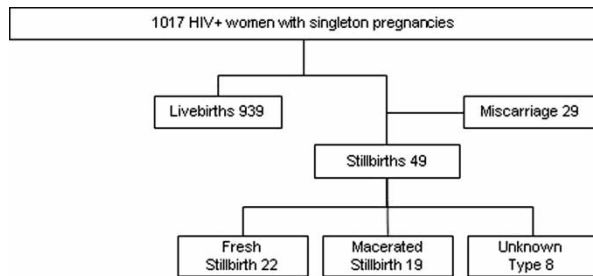 1017 HIV+ women with singleton pregnancies
Livebirths 939
Miscarriage 29
Stillbirths 49
Fresh
Stillbirth 22
Macerated
Stillbirth 19
Unknown
Type 8